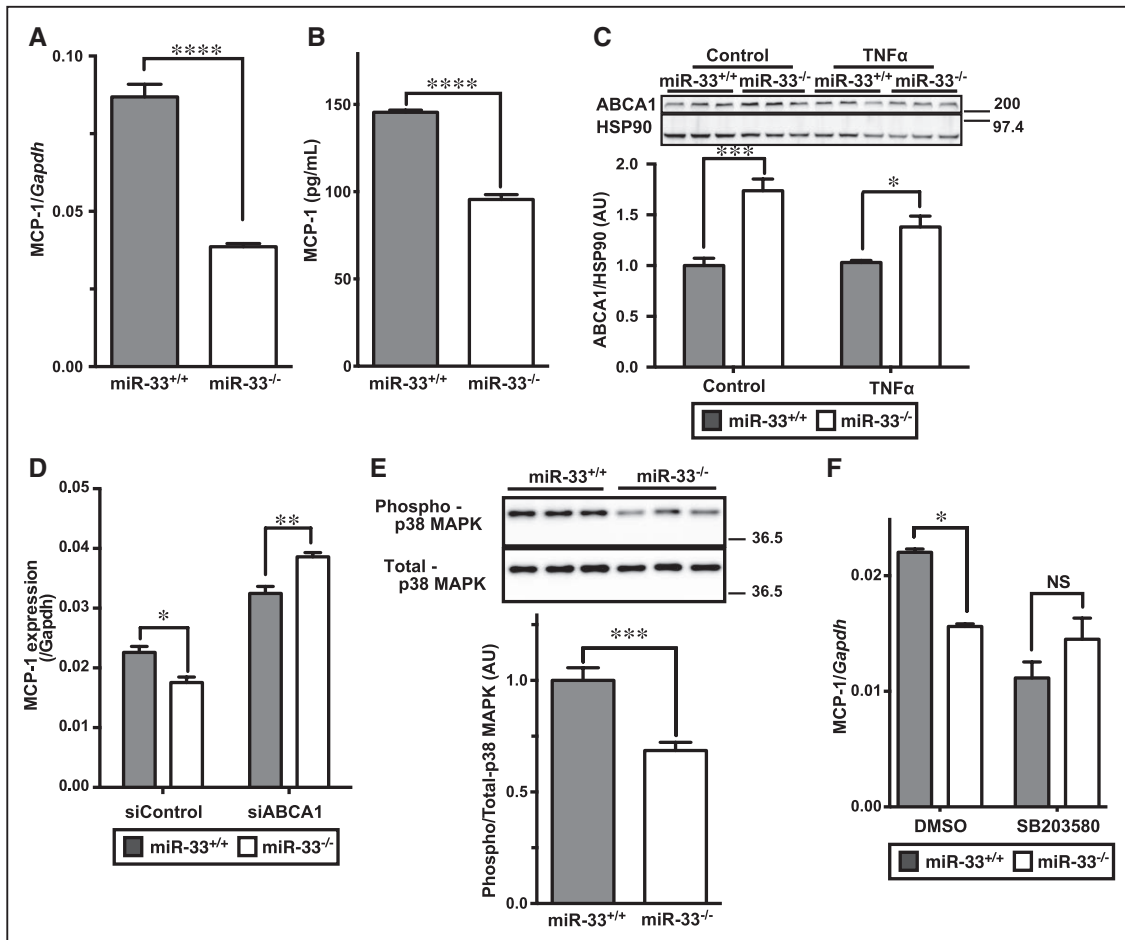 A
MCP-1/Gapdh
0.10
0.05
0.00
****
miR-33+/+ miR-33-/-
B
MCP-1 (pg/mL)
150
100
50
0
****
miR-33+/+ miR-33-/-
C
Control TNFα
miR-33+/+ miR-33-/- miR-33+/+ miR-33-/-
ABCA1
HSP90
200
97.4
ABCA1/HSP90 (AU)
2.0
1.5
1.0
0.5
0.0
***
*
Control TNFα
miR-33+/+ miR-33-/-
D
MCP-1 expression
(/Gapdh)
0.05
0.04
0.03
0.02
0.01
0.00
*
**
siControl siABCA1
miR-33+/+ miR-33-/-
E
miR-33+/+ miR-33-/-
Phospho -
p38 MAPK
36.5
Total -
p38 MAPK
36.5
Phospho/Total-p38 MAPK (AU)
1.0
0.5
0.0
***
miR-33+/+ miR-33-/-
F
MCP-1/Gapdh
0.02
0.01
0.00
*
NS
DMSO SB203580
miR-33+/+ miR-33-/-